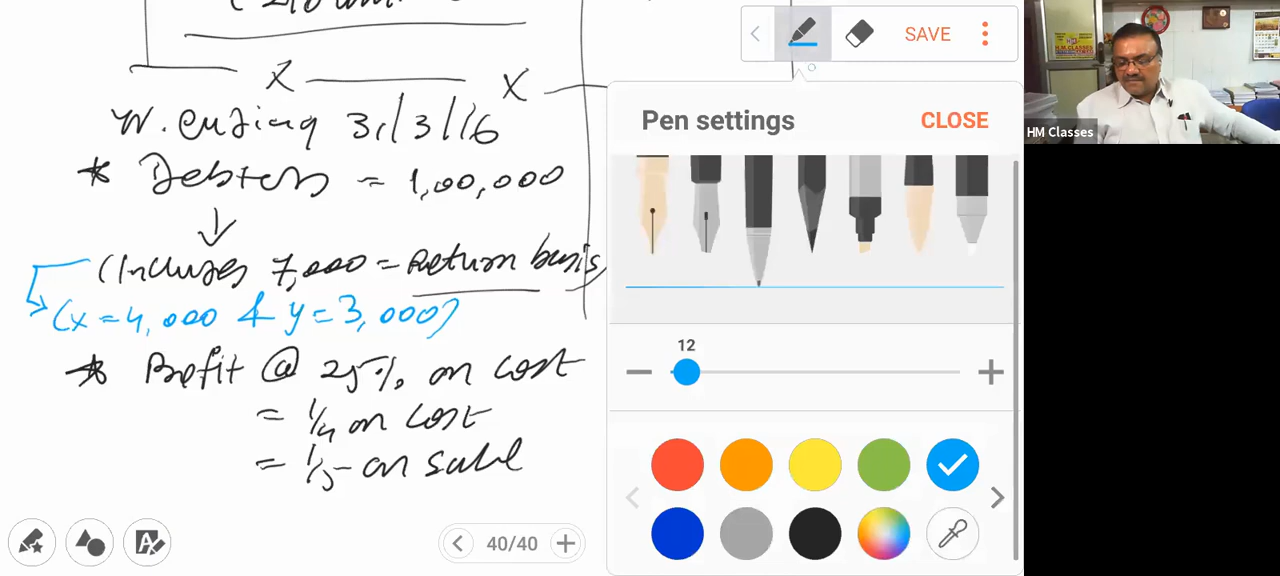 SAVE
X X
Pen settings CLOSE
HM Classes
W. ending 31/3/16
* Debtors = 1,00,000
(Includes 7,000 = Return basis
(x = 4,000 & y = 3,000)
* Profit @ 25% on cost
= 1/4 on cost
= 1/5 on sale
12
40/40